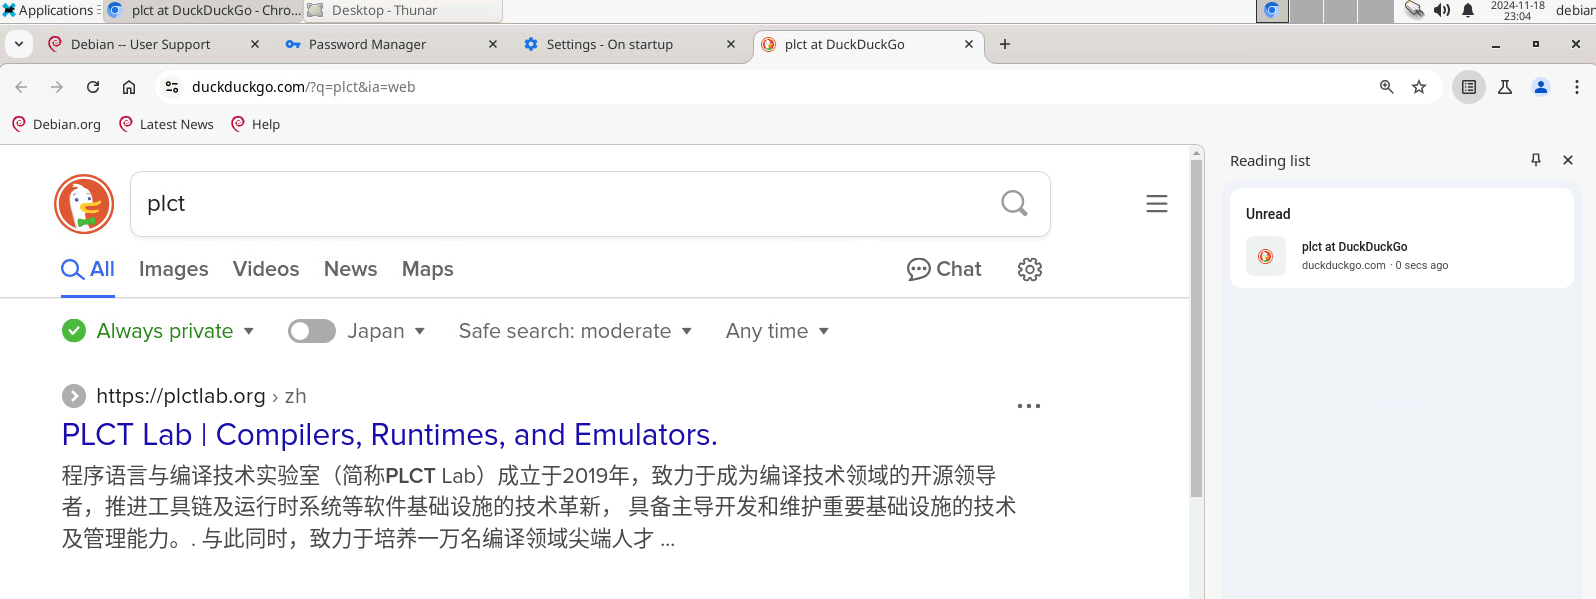 Applications
plct at DuckDuckGo - Chro...
Desktop - Thunar
2024-11-18
23:04
debian
Debian -- User Support
Password Manager
Settings - On startup
plct at DuckDuckGo
duckduckgo.com/?q=plct&ia=web
Debian.org
Latest News
Help
plct
All
Images
Videos
News
Maps
Chat
Always private
Japan
Safe search: moderate
Any time
https://plctlab.org › zh
PLCT Lab | Compilers, Runtimes, and Emulators.
程序语言与编译技术实验室（简称PLCT Lab）成立于2019年，致力于成为编译技术领域的开源领导
者，推进工具链及运行时系统等软件基础设施的技术革新， 具备主导开发和维护重要基础设施的技术
及管理能力。. 与此同时，致力于培养一万名编译领域尖端人才 ...
Reading list
Unread
plct at DuckDuckGo
duckduckgo.com · 0 secs ago